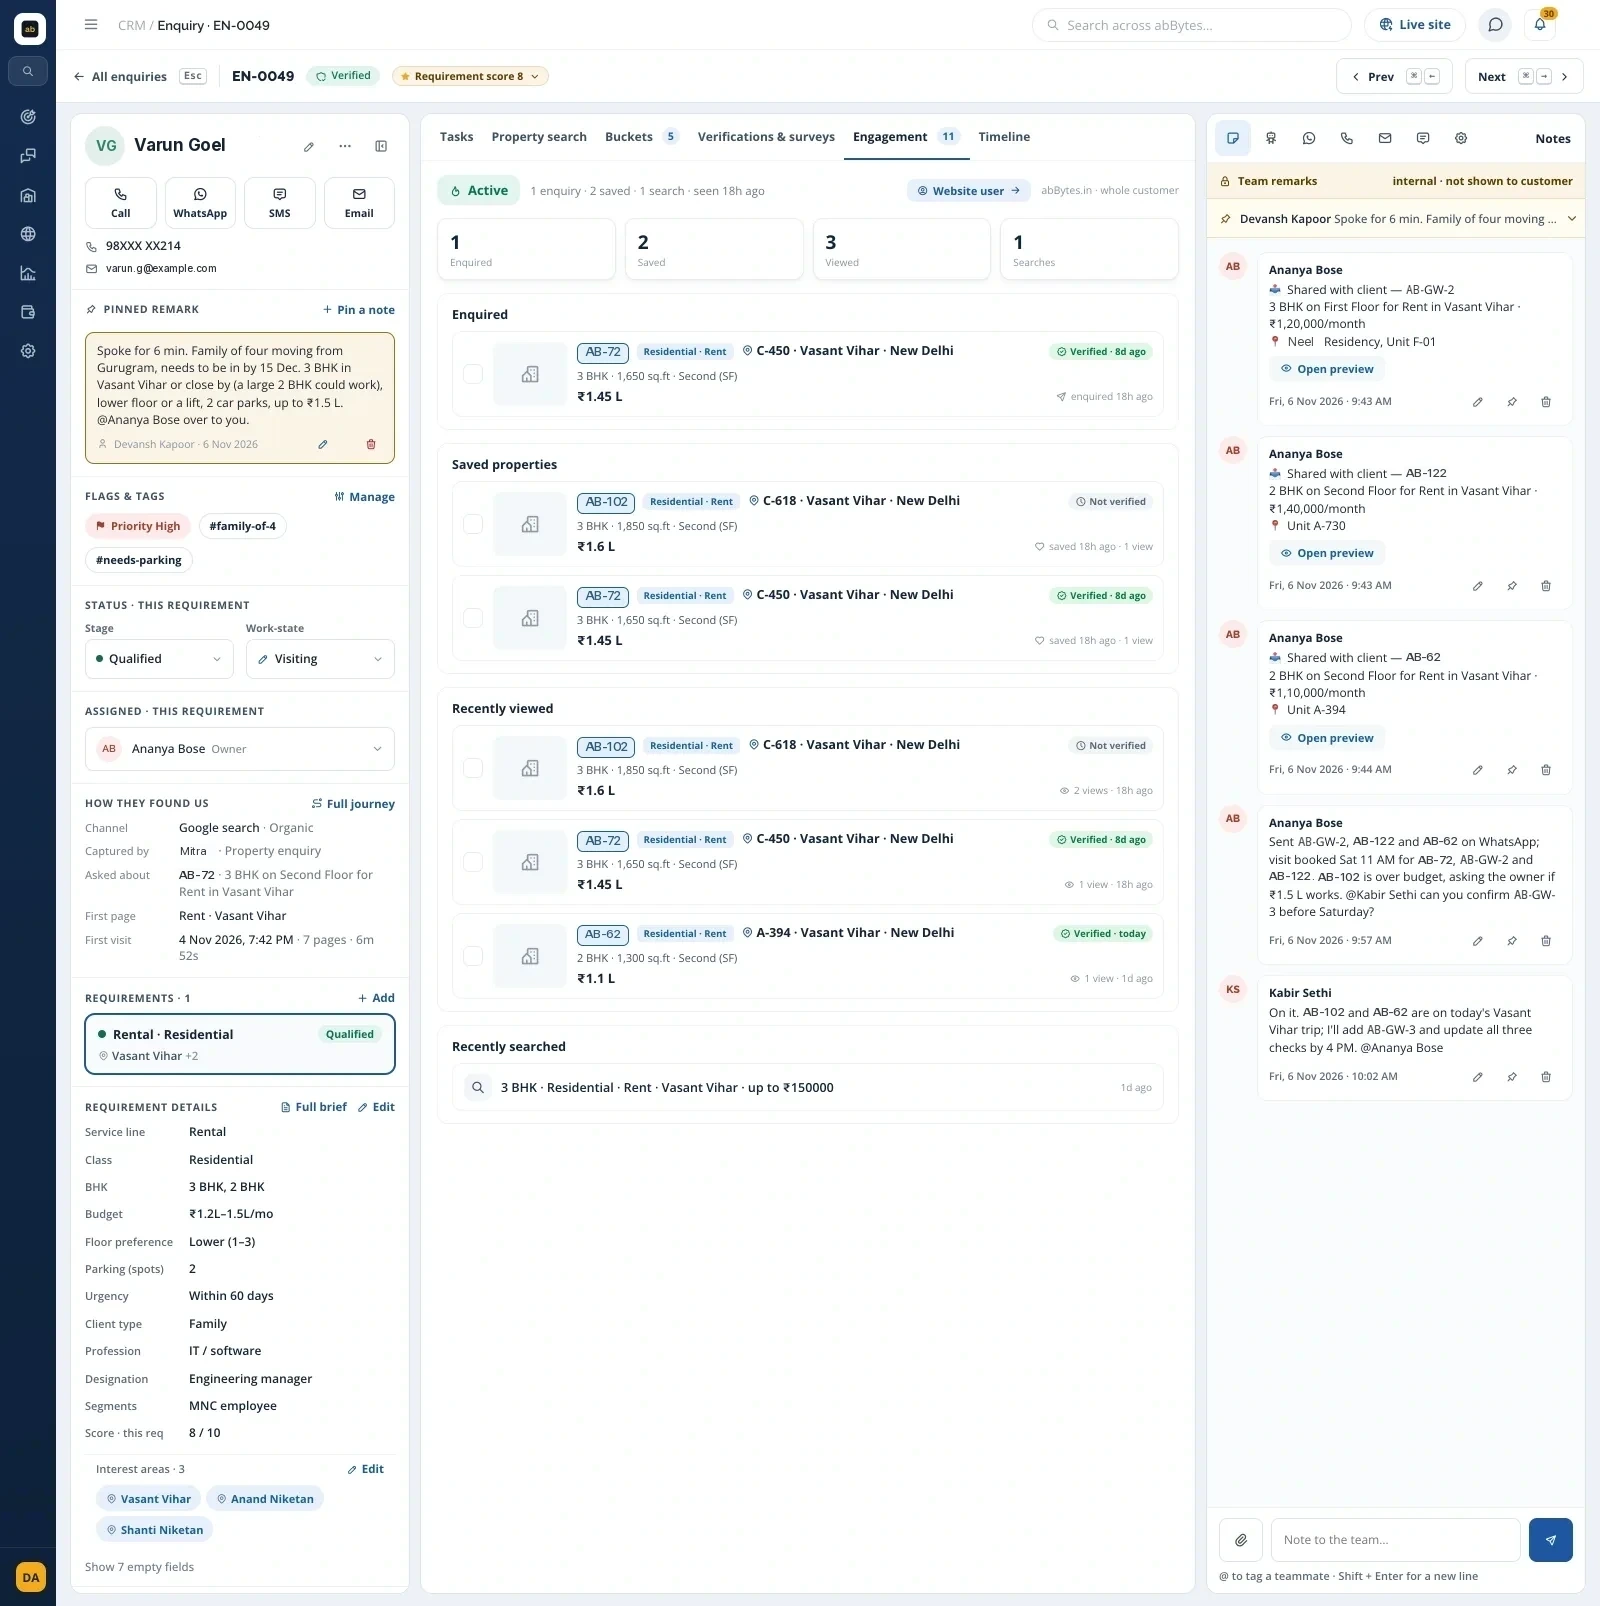 ab
CRM / Enquiry · EN-0049
Search across abBytes...
Live site
30
All enquiries Esc
EN-0049
Verified
Requirement score 8
Prev ⌘ ←
Next ⌘ →
VG
Varun Goel
Call
WhatsApp
SMS
Email
98XXX XX214
varun.g@example.com
PINNED REMARK
+ Pin a note
Spoke for 6 min. Family of four moving from
Gurugram, needs to be in by 15 Dec. 3 BHK in
Vasant Vihar or close by (a large 2 BHK could work),
lower floor or a lift, 2 car parks, up to ₹1.5 L.
@Ananya Bose over to you.
Devansh Kapoor · 6 Nov 2026
FLAGS & TAGS
Manage
Priority High
#family-of-4
#needs-parking
STATUS · THIS REQUIREMENT
Stage
Work-state
Qualified
Visiting
ASSIGNED · THIS REQUIREMENT
AB
Ananya Bose Owner
HOW THEY FOUND US
Full journey
Channel
Google search · Organic
Captured by
Mitra · Property enquiry
Asked about
AB-72 · 3 BHK on Second Floor for
Rent in Vasant Vihar
First page
Rent · Vasant Vihar
First visit
4 Nov 2026, 7:42 PM · 7 pages · 6m
52s
REQUIREMENTS · 1
+ Add
Rental · Residential
Qualified
Vasant Vihar +2
REQUIREMENT DETAILS
Full brief
Edit
Service line
Rental
Class
Residential
BHK
3 BHK, 2 BHK
Budget
₹1.2L–1.5L/mo
Floor preference
Lower (1–3)
Parking (spots)
2
Urgency
Within 60 days
Client type
Family
Profession
IT / software
Designation
Engineering manager
Segments
MNC employee
Score · this req
8 / 10
Interest areas · 3
Edit
Vasant Vihar
Anand Niketan
Shanti Niketan
Show 7 empty fields
DA
Tasks
Property search
Buckets 5
Verifications & surveys
Engagement 11
Timeline
Active
1 enquiry · 2 saved · 1 search · seen 18h ago
Website user →
abBytes.in · whole customer
1
Enquired
2
Saved
3
Viewed
1
Searches
Enquired
AB-72
Residential · Rent
C-450 · Vasant Vihar · New Delhi
Verified · 8d ago
3 BHK · 1,650 sq.ft · Second (SF)
₹1.45 L
enquired 18h ago
Saved properties
AB-102
Residential · Rent
C-618 · Vasant Vihar · New Delhi
Not verified
3 BHK · 1,850 sq.ft · Second (SF)
₹1.6 L
saved 18h ago · 1 view
AB-72
Residential · Rent
C-450 · Vasant Vihar · New Delhi
Verified · 8d ago
3 BHK · 1,650 sq.ft · Second (SF)
₹1.45 L
saved 18h ago · 1 view
Recently viewed
AB-102
Residential · Rent
C-618 · Vasant Vihar · New Delhi
Not verified
3 BHK · 1,850 sq.ft · Second (SF)
₹1.6 L
2 views · 18h ago
AB-72
Residential · Rent
C-450 · Vasant Vihar · New Delhi
Verified · 8d ago
3 BHK · 1,650 sq.ft · Second (SF)
₹1.45 L
1 view · 18h ago
AB-62
Residential · Rent
A-394 · Vasant Vihar · New Delhi
Verified · today
2 BHK · 1,300 sq.ft · Second (SF)
₹1.1 L
1 view · 1d ago
Recently searched
3 BHK · Residential · Rent · Vasant Vihar · up to ₹150000
1d ago
Notes
Team remarks
internal · not shown to customer
Devansh Kapoor Spoke for 6 min. Family of four moving ...
AB
Ananya Bose
Shared with client — AB-GW-2
3 BHK on First Floor for Rent in Vasant Vihar ·
₹1,20,000/month
Neel Residency, Unit F-01
Open preview
Fri, 6 Nov 2026 · 9:43 AM
AB
Ananya Bose
Shared with client — AB-122
2 BHK on Second Floor for Rent in Vasant Vihar ·
₹1,40,000/month
Unit A-730
Open preview
Fri, 6 Nov 2026 · 9:43 AM
AB
Ananya Bose
Shared with client — AB-62
2 BHK on Second Floor for Rent in Vasant Vihar ·
₹1,10,000/month
Unit A-394
Open preview
Fri, 6 Nov 2026 · 9:44 AM
AB
Ananya Bose
Sent AB-GW-2, AB-122 and AB-62 on WhatsApp;
visit booked Sat 11 AM for AB-72, AB-GW-2 and
AB-122. AB-102 is over budget, asking the owner if
₹1.5 L works. @Kabir Sethi can you confirm AB-GW-
3 before Saturday?
Fri, 6 Nov 2026 · 9:57 AM
KS
Kabir Sethi
On it. AB-102 and AB-62 are on today's Vasant
Vihar trip; I'll add AB-GW-3 and update all three
checks by 4 PM. @Ananya Bose
Fri, 6 Nov 2026 · 10:02 AM
Note to the team...
@ to tag a teammate · Shift + Enter for a new line